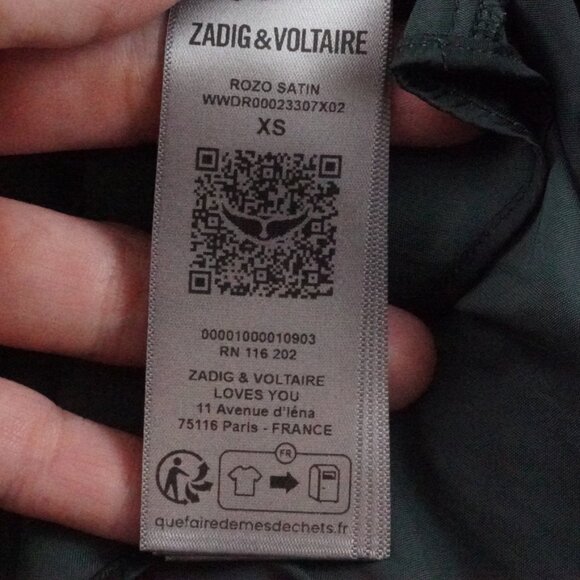 ZADIG&VOLTAIRE
ROZO SATIN
WWDR00023307X02
XS
00001000010903
RN 116 202
ZADIG & VOLTAIRE
LOVES YOU
11 Avenue d'Iéna
75116 Paris - FRANCE
FR
quefairedemesdechets.fr